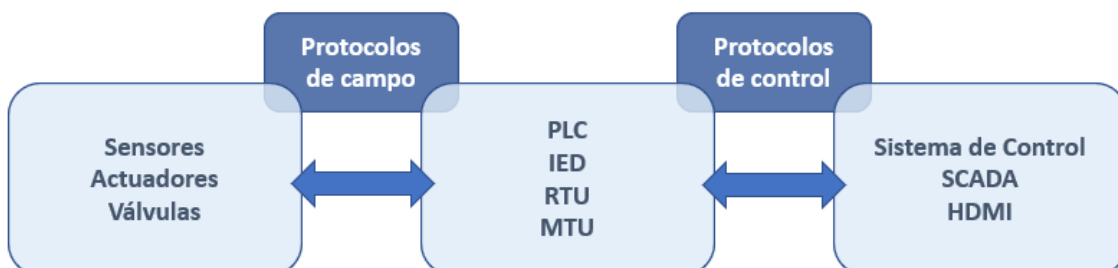 Protocolos
de campo
Protocolos
de control
Sensores
Actuadores
Válvulas
PLC
IED
RTU
MTU
Sistema de Control
SCADA
HDMI